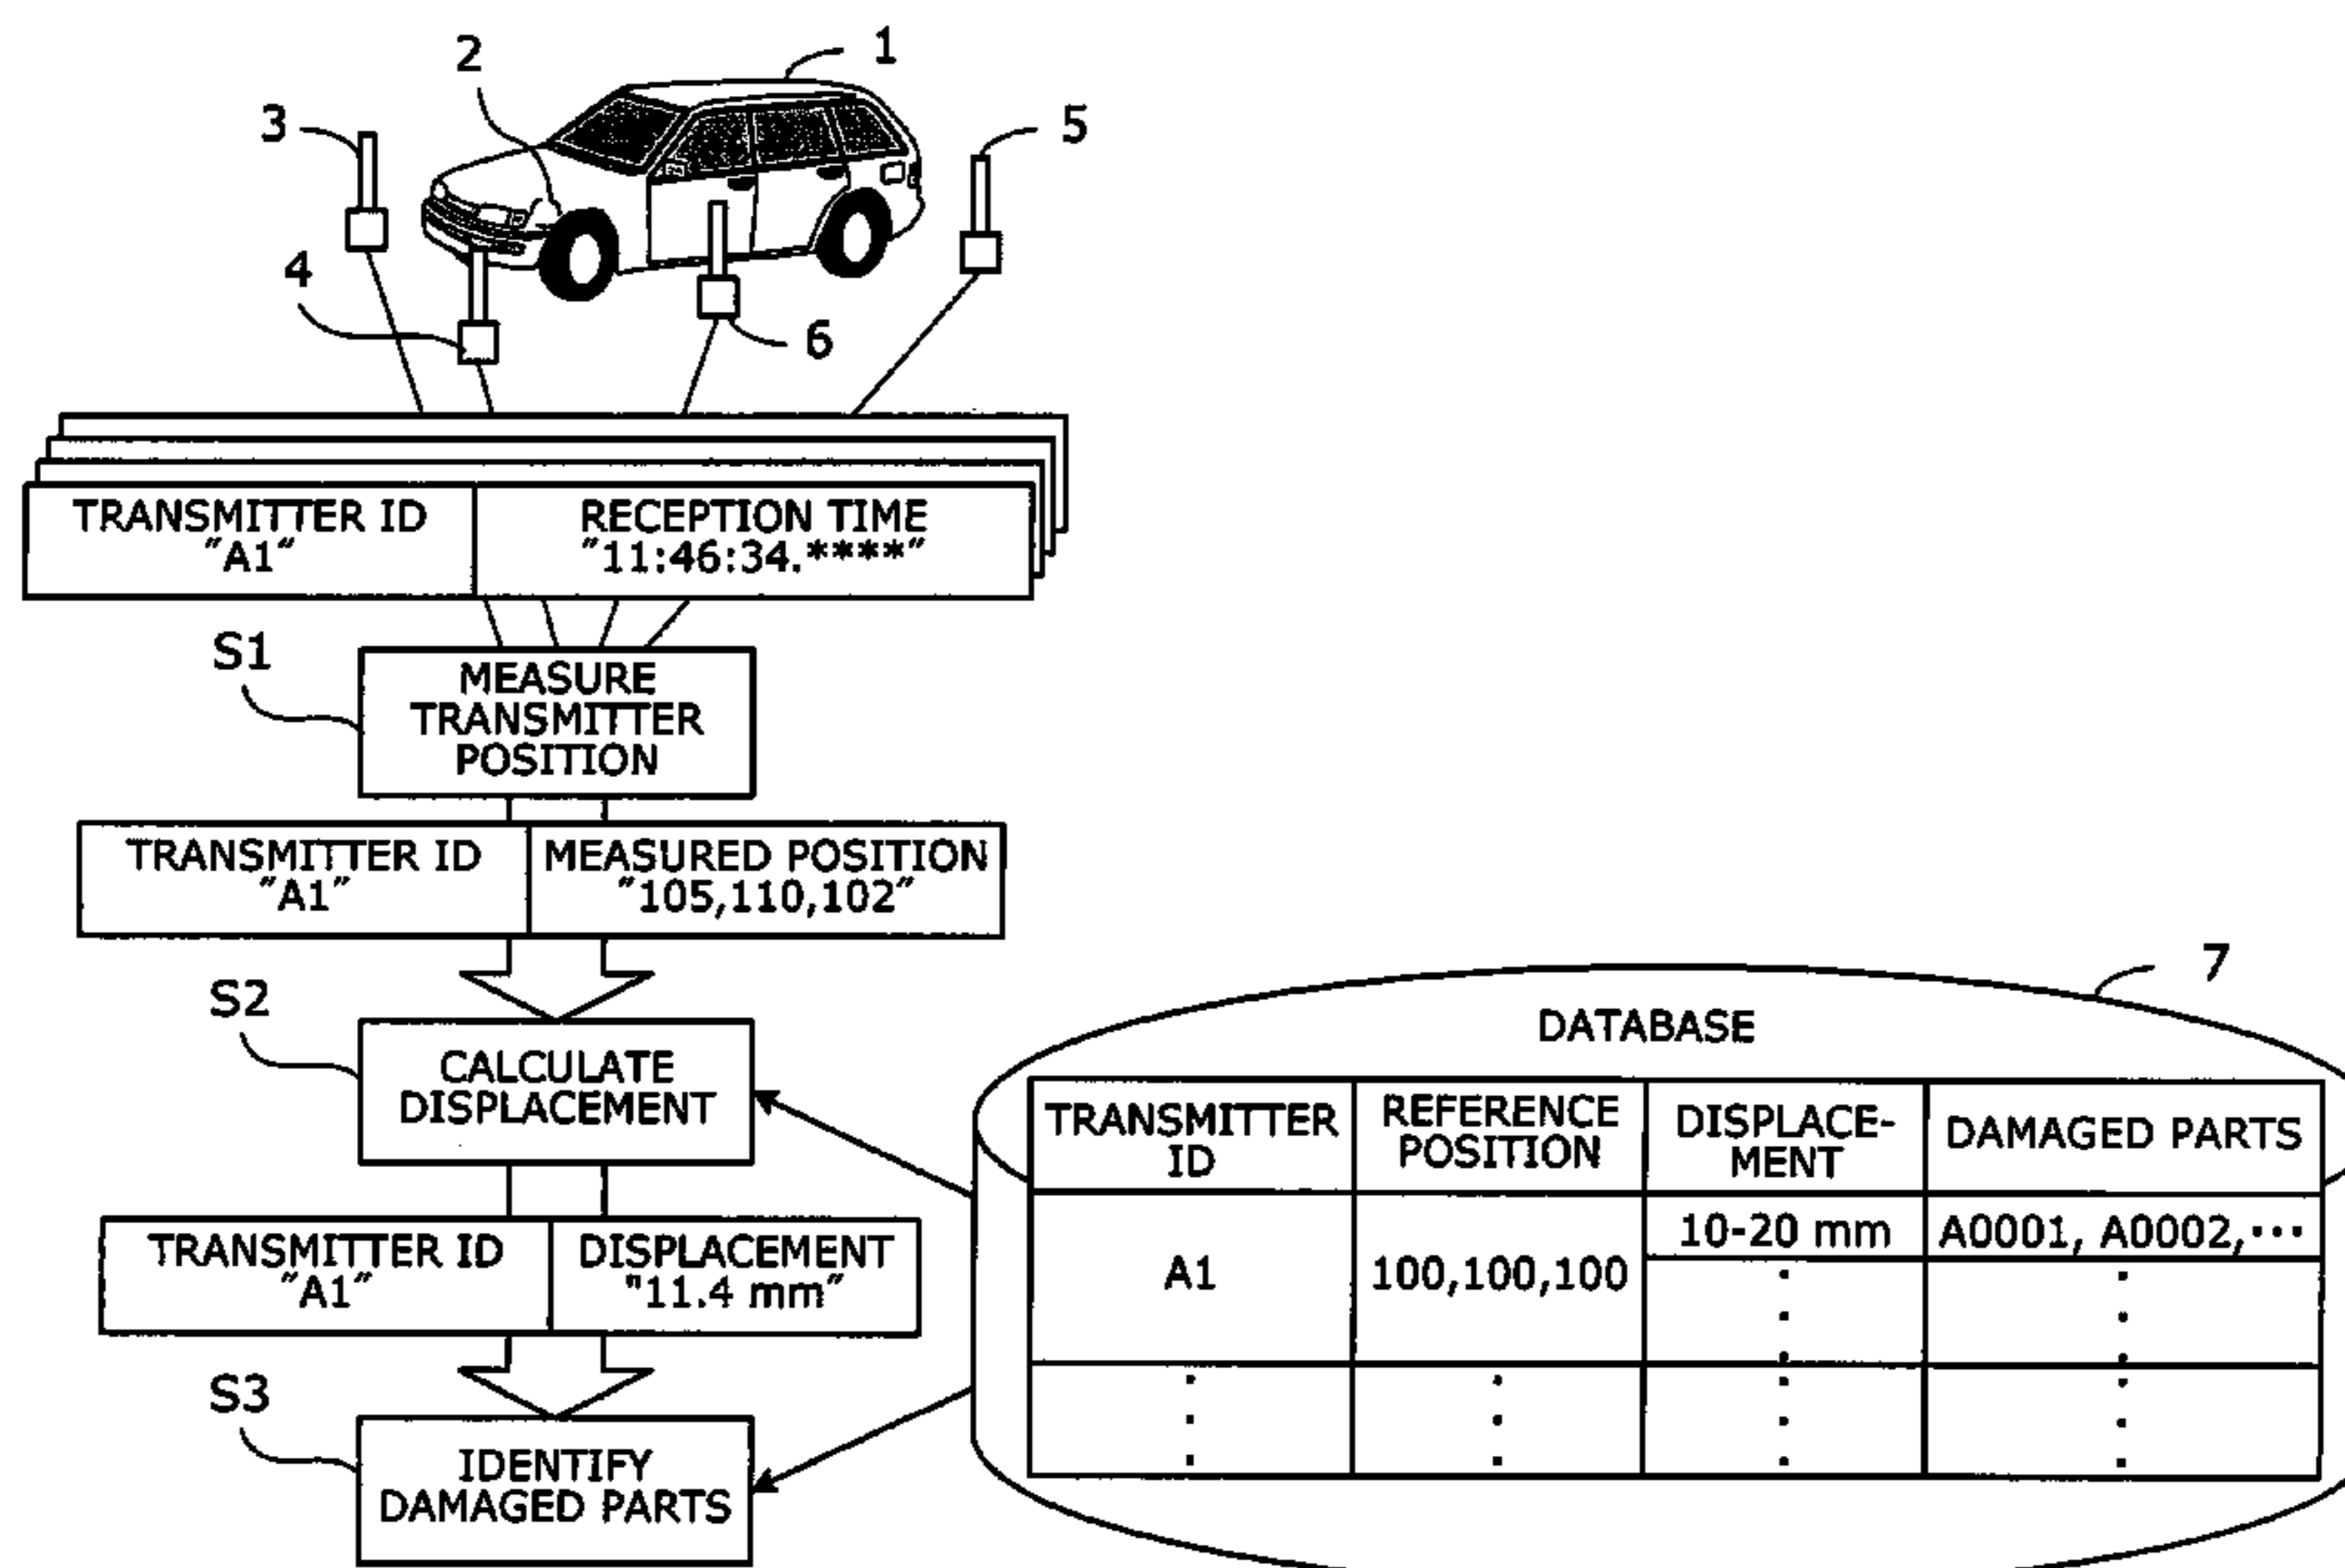 1
2
3
5
4
6
TRANSMITTER ID
"A1"
RECEPTION TIME
"11:46:34.****"
S1
MEASURE
TRANSMITTER
POSITION
TRANSMITTER ID
"A1"
MEASURED POSITION
"105,110,102"
S2
CALCULATE
DISPLACEMENT
TRANSMITTER ID
"A1"
DISPLACEMENT
"11.4 mm"
S3
IDENTIFY
DAMAGED PARTS
7
DATABASE
TRANSMITTER
ID
REFERENCE
POSITION
DISPLACE-
MENT
DAMAGED PARTS
A1
100,100,100
10-20 mm
A0001, A0002,···